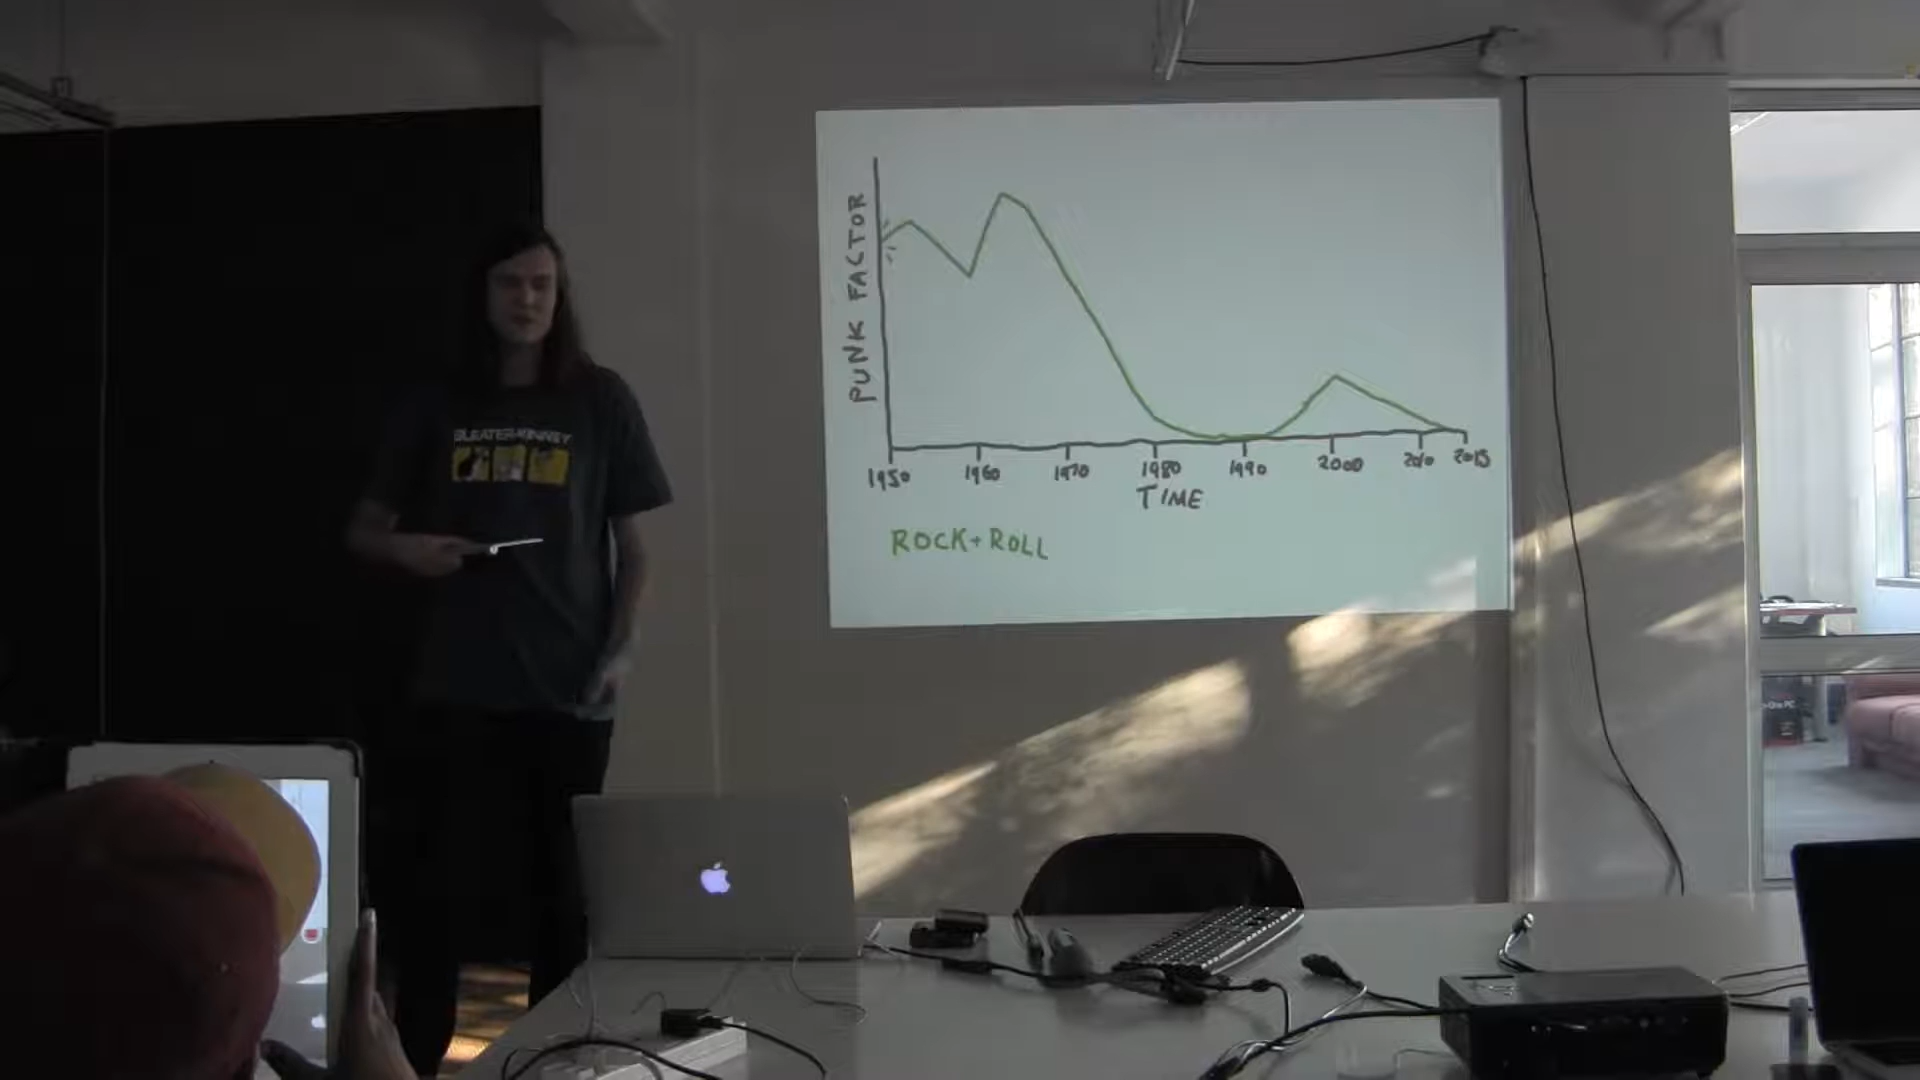 SLEATER-KINNEY
PUNK FACTOR
1950 1960 1970 1980 1990 2000 2010 2015
TIME
ROCK + ROLL